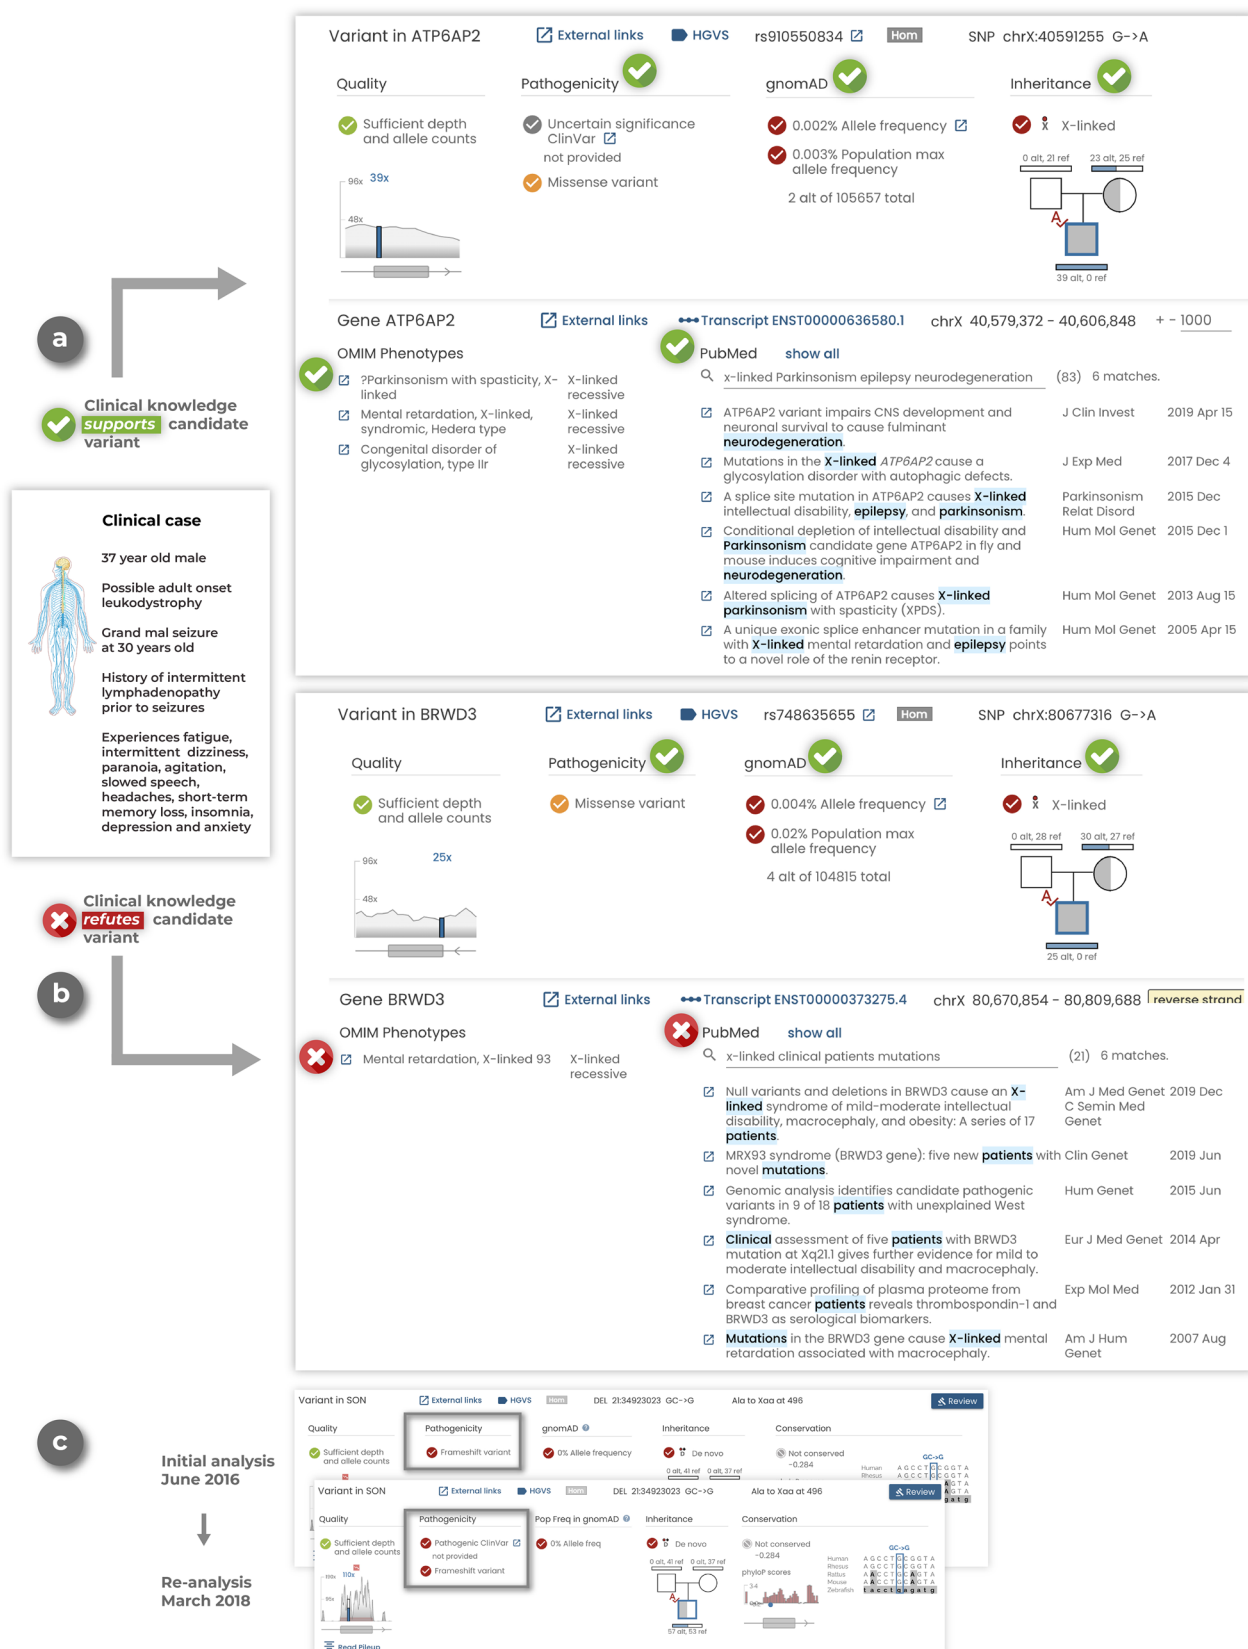 Variant in ATP6AP2 External links HGVS rs910550834 Hom SNP chrX:40591255 G->A
Quality Pathogenicity gnomAD Inheritance
Sufficient depth
and allele counts
Uncertain significance
ClinVar
not provided
Missense variant
0.002% Allele frequency
0.003% Population max
allele frequency
2 alt of 105657 total
X X-linked
0 alt, 21 ref 23 alt, 25 ref
A
39 alt, 0 ref
96x 39x
48x
a
Clinical knowledge
supports candidate
variant
Gene ATP6AP2 External links Transcript ENST00000636580.1 chrX 40,579,372 - 40,606,848 + - 1000
OMIM Phenotypes
?Parkinsonism with spasticity, X- X-linked
linked recessive
Mental retardation, X-linked, X-linked
syndromic, Hedera type recessive
Congenital disorder of X-linked
glycosylation, type IIr recessive
PubMed show all
x-linked Parkinsonism epilepsy neurodegeneration (83) 6 matches.
ATP6AP2 variant impairs CNS development and J Clin Invest 2019 Apr 15
neuronal survival to cause fulminant
neurodegeneration.
Mutations in the X-linked ATP6AP2 cause a J Exp Med 2017 Dec 4
glycosylation disorder with autophagic defects.
A splice site mutation in ATP6AP2 causes X-linked Parkinsonism 2015 Dec
intellectual disability, epilepsy, and parkinsonism. Relat Disord
Conditional depletion of intellectual disability and Hum Mol Genet 2015 Dec 1
Parkinsonism candidate gene ATP6AP2 in fly and
mouse induces cognitive impairment and
neurodegeneration.
Altered splicing of ATP6AP2 causes X-linked Hum Mol Genet 2013 Aug 15
parkinsonism with spasticity (XPDS).
A unique exonic splice enhancer mutation in a family Hum Mol Genet 2005 Apr 15
with X-linked mental retardation and epilepsy points
to a novel role of the renin receptor.
Clinical case
37 year old male
Possible adult onset
leukodystrophy
Grand mal seizure
at 30 years old
History of intermittent
lymphadenopathy
prior to seizures
Experiences fatigue,
intermittent dizziness,
paranoia, agitation,
slowed speech,
headaches, short-term
memory loss, insomnia,
depression and anxiety
Clinical knowledge
refutes candidate
variant
b
Variant in BRWD3 External links HGVS rs748635655 Hom SNP chrX:80677316 G->A
Quality Pathogenicity gnomAD Inheritance
Sufficient depth
and allele counts
Missense variant
0.004% Allele frequency
0.02% Population max
allele frequency
4 alt of 104815 total
X X-linked
0 alt, 28 ref 30 alt, 27 ref
A
25 alt, 0 ref
96x 25x
48x
Gene BRWD3 External links Transcript ENST00000373275.4 chrX 80,670,854 - 80,809,688 reverse strand
OMIM Phenotypes
Mental retardation, X-linked 93 X-linked
recessive
PubMed show all
x-linked clinical patients mutations (21) 6 matches.
Null variants and deletions in BRWD3 cause an X- Am J Med Genet 2019 Dec
linked syndrome of mild-moderate intellectual C Semin Med
disability, macrocephaly, and obesity: A series of 17 Genet
patients.
MRX93 syndrome (BRWD3 gene): five new patients with Clin Genet 2019 Jun
novel mutations.
Genomic analysis identifies candidate pathogenic Hum Genet 2015 Jun
variants in 9 of 18 patients with unexplained West
syndrome.
Clinical assessment of five patients with BRWD3 Eur J Med Genet 2014 Apr
mutation at Xq21.1 gives further evidence for mild to
moderate intellectual disability and macrocephaly.
Comparative profiling of plasma proteome from Exp Mol Med 2012 Jan 31
breast cancer patients reveals thrombospondin-1 and
BRWD3 as serological biomarkers.
Mutations in the BRWD3 gene cause X-linked mental Am J Hum 2007 Aug
retardation associated with macrocephaly. Genet
c
Initial analysis
June 2016
Re-analysis
March 2018
Variant in SON External links HGVS Hom DEL 21:34923023 GC->G Ala to Xaa at 496 Review
Quality Pathogenicity gnomAD Inheritance Conservation
Sufficient depth
and allele counts
Frameshift variant
0% Allele frequency
De novo
0 alt, 41 ref 0 alt, 37 ref
Not conserved
-0.284
GC->G
Human A G C C T G C G G T A
Rhesus A G C C T G C G G T A
Variant in SON External links HGVS Hom DEL 21:34923023 GC->G Ala to Xaa at 496 Review
Quality Pathogenicity Pop Freq in gnomAD Inheritance Conservation
Sufficient depth
and allele counts
Pathogenic ClinVar
not provided
Frameshift variant
0% Allele freq
De novo
0 alt, 41 ref 0 alt, 37 ref
A
57 alt, 53 ref
Not conserved
-0.284
phyloP scores
3.4
GC->G
Human A G C C T G C G G T A
Rhesus A G C C T G C G G T A
Rattus A A C C T G C A G T A
Mouse A A C C T G C A G T A
Zebrafish t a c c t g a g a t g
110x
Read Pileup